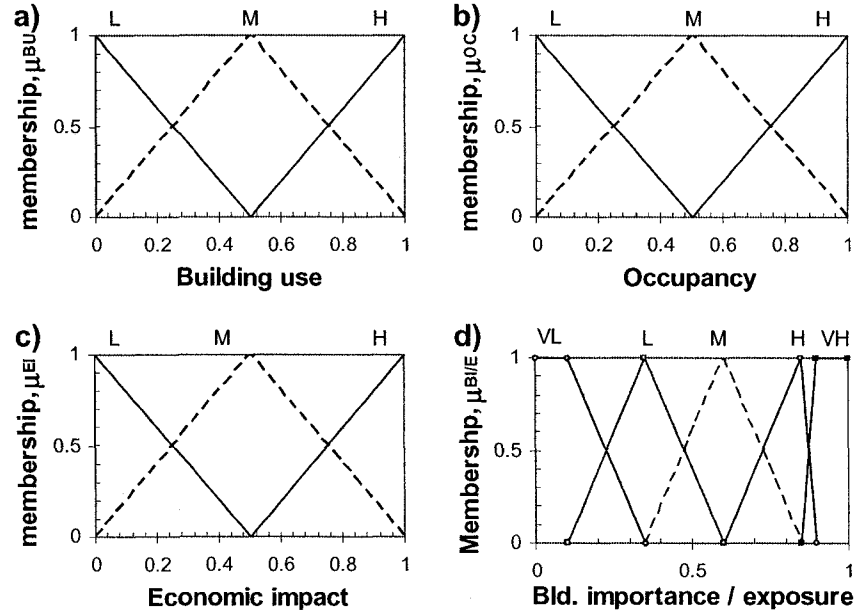 a)
L M H
membership, μBU
1
0.5
0
0 0.2 0.4 0.6 0.8 1
Building use
b)
L M H
membership, μOC
1
0.5
0
0 0.2 0.4 0.6 0.8 1
Occupancy
c)
L M H
membership, μEI
1
0.5
0
0 0.2 0.4 0.6 0.8 1
Economic impact
d)
VL L M H VH
Membership, μBI/E
1
0.5
0
0 0.5 1
Bld. importance / exposure